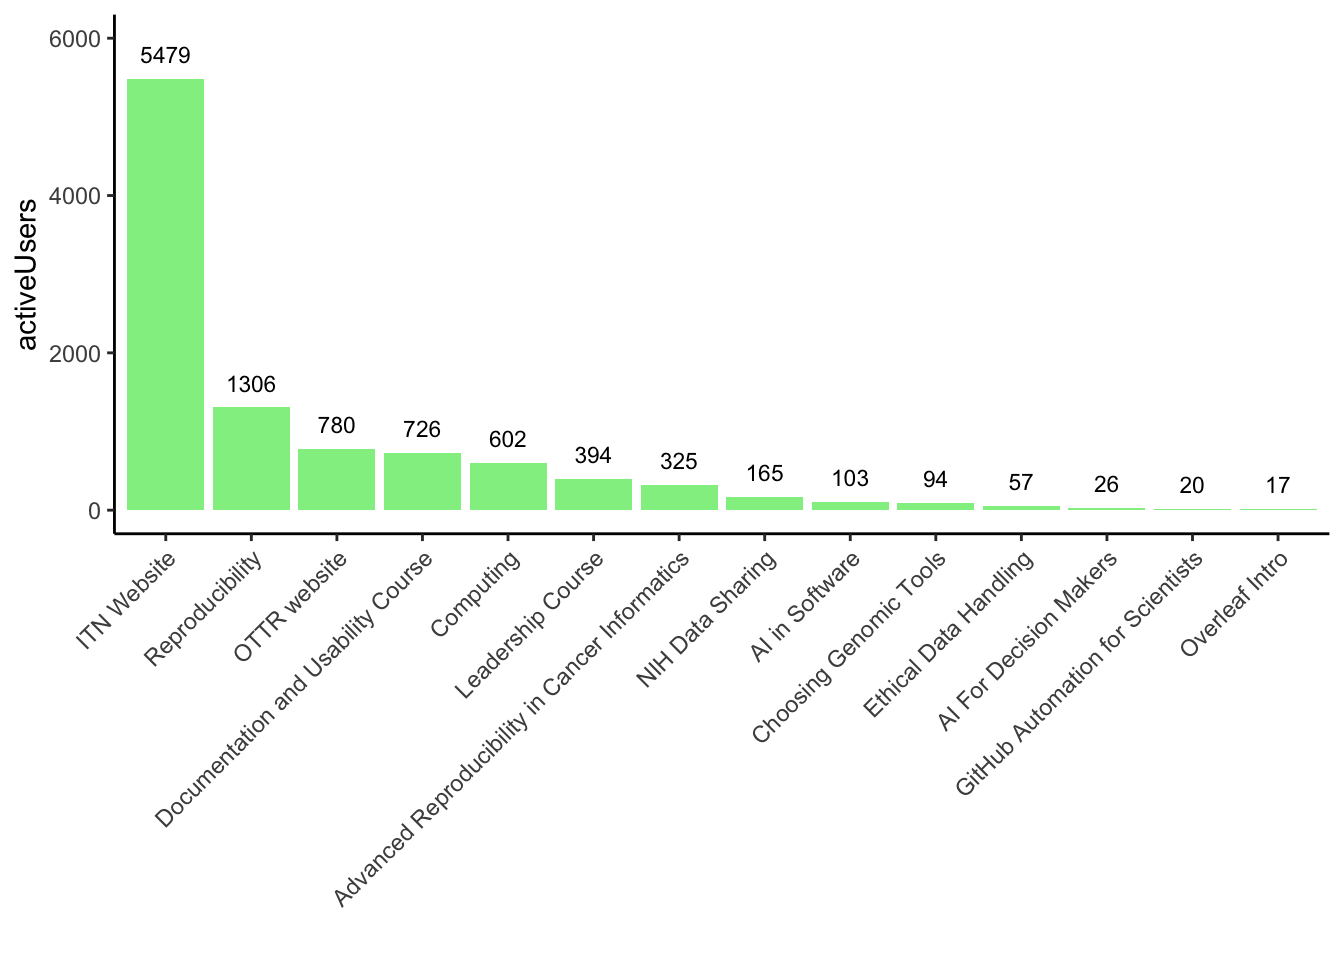 activeUsers
6000
4000
2000
0
5479
1306
780
726
602
394
325
165
103
94
57
26
20
17
ITN Website
Reproducibility
OTTR website
Documentation and Usability Course
Computing
Leadership Course
Advanced Reproducibility in Cancer Informatics
NIH Data Sharing
AI in Software
Choosing Genomic Tools
Ethical Data Handling
AI For Decision Makers
GitHub Automation for Scientists
Overleaf Intro